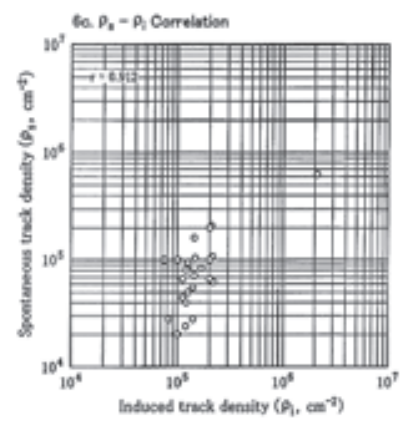 6c. ρs – ρi Correlation
10⁷
r = 0.912
10⁶
10⁵
10⁴
Spontaneous track density (ρs, cm⁻²)
10⁴ 10⁵ 10⁶ 10⁷
Induced track density (ρi, cm⁻²)